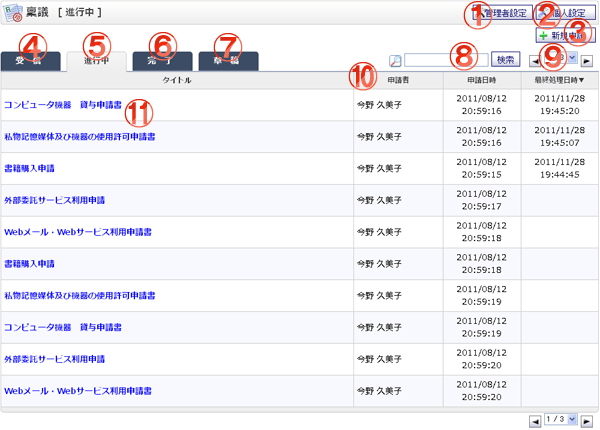 稟議 [ 進行中 ]
① 管理者設定 ② 個人設定
③ 新規申請
④ ⑤ ⑥ ⑦
進行中
⑧ 検索 ⑨
タイトル ⑩ 申請者 申請日時 最終処理日時▼
コンピュータ機器 貸与申請書 ⑪ 今野 久美子 2011/08/12 20:59:16 2011/11/28 19:45:20
私物記憶媒体及び機器の使用許可申請書 今野 久美子 2011/08/12 20:59:16 2011/11/28 19:45:07
書籍購入申請 今野 久美子 2011/08/12 20:59:15 2011/11/28 19:44:45
外部委託サービス利用申請 今野 久美子 2011/08/12 20:59:17
Webメール・Webサービス利用申請書 今野 久美子 2011/08/12 20:59:18
書籍購入申請 今野 久美子 2011/08/12 20:59:18
私物記憶媒体及び機器の使用許可申請書 今野 久美子 2011/08/12 20:59:19
コンピュータ機器 貸与申請書 今野 久美子 2011/08/12 20:59:19
外部委託サービス利用申請 今野 久美子 2011/08/12 20:59:20
Webメール・Webサービス利用申請書 今野 久美子 2011/08/12 20:59:20
1 / 3